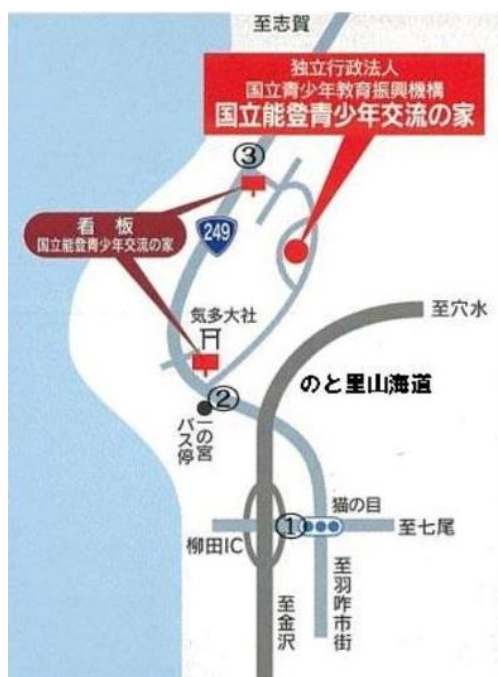 至志賀
独立行政法人
国立青少年教育振興機構
国立能登青少年交流の家
③
看板
国立能登青少年交流の家
249
気多大社
至穴水
のと里山海道
②
一の宮
バス停
猫の目
①
至七尾
柳田IC
至羽咋市街
至金沢